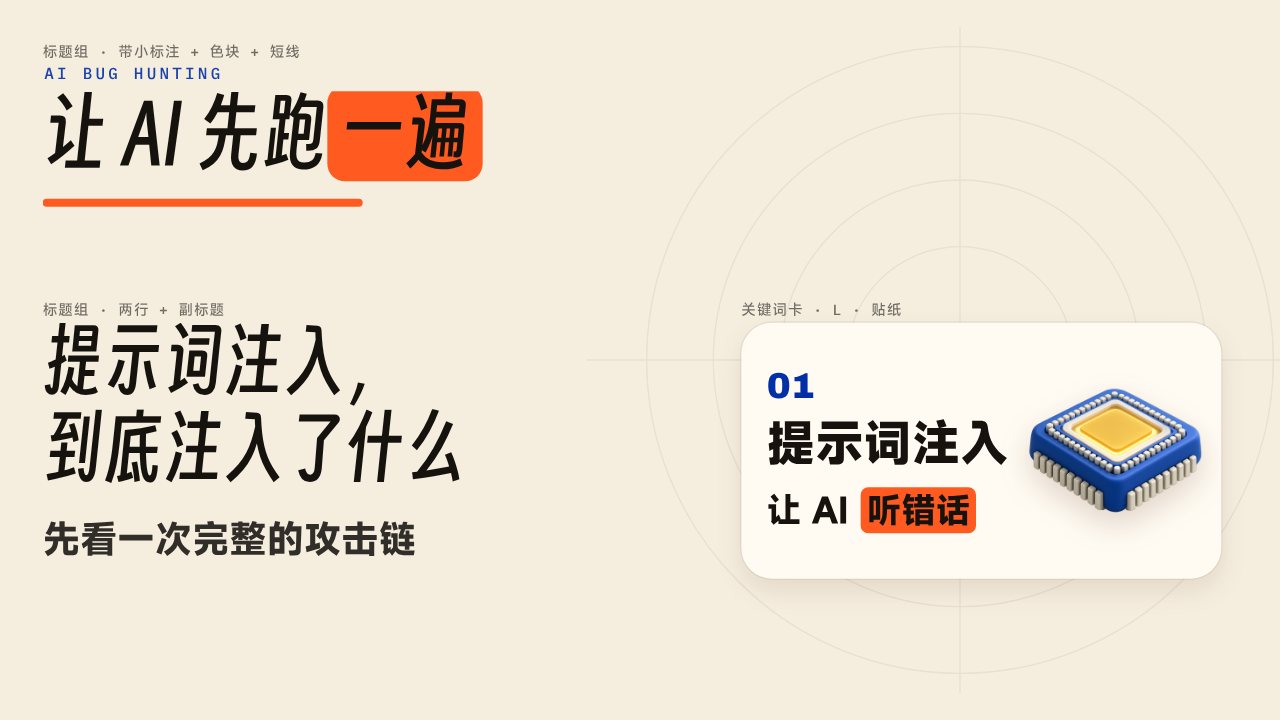 标题组 · 带小标注 + 色块 + 短线
AI BUG HUNTING
让 AI 先跑一遍
标题组 · 两行 + 副标题
提示词注入，
到底注入了什么
先看一次完整的攻击链
关键词卡 · L · 贴纸
01
提示词注入
让 AI 听错话